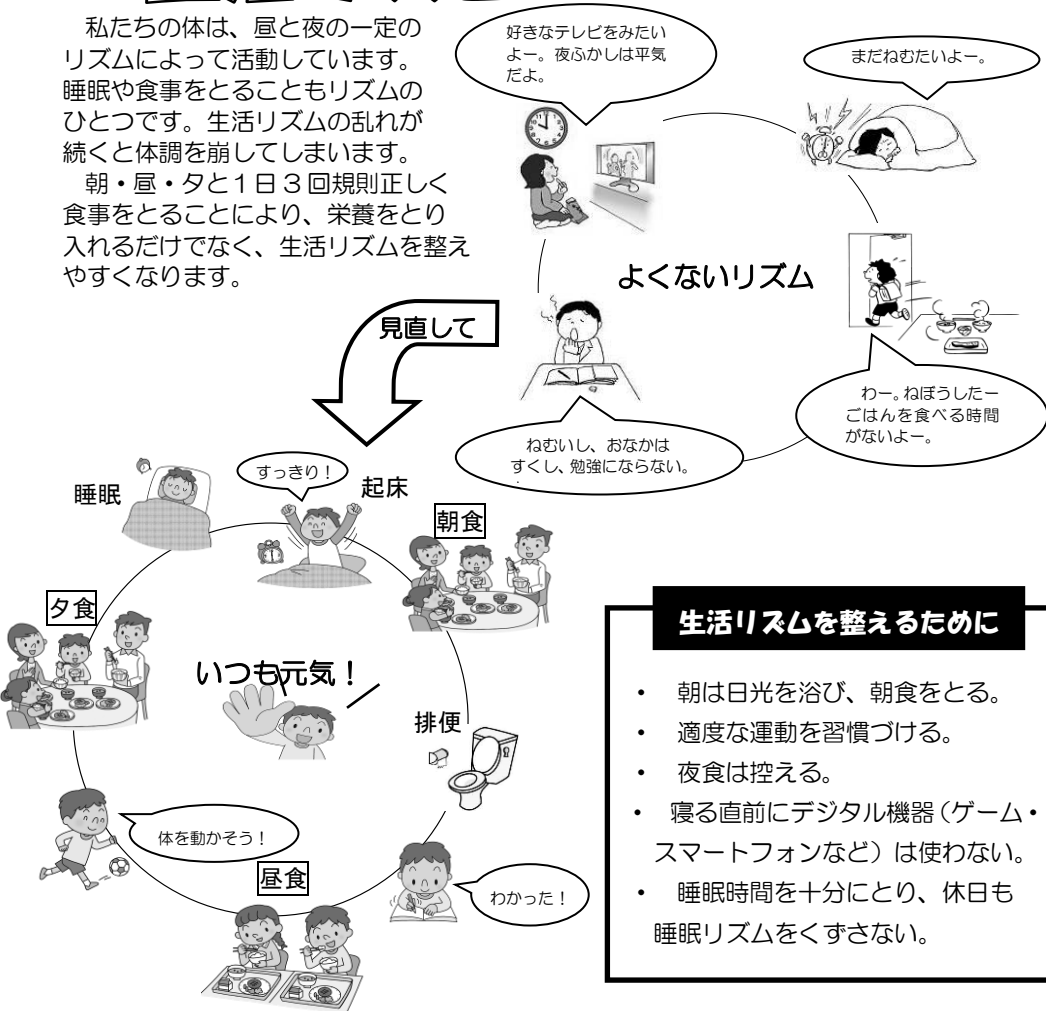 私たちの体は、昼と夜の一定の
リズムによって活動しています。
睡眠や食事をとることもリズムの
ひとつです。生活リズムの乱れが
続くと体調を崩してしまいます。
朝・昼・夕と1日3回規則正しく
食事をとることにより、栄養をとり
入れるだけでなく、生活リズムを整え
やすくなります。
好きなテレビをみたい
よー。夜ふかしは平気
だよ。
まだねむたいよー。
よくないリズム
わー。ねぼうしたー
ごはんを食べる時間
がないよー。
ねむいし、おなかは
すくし、勉強にならない。
見直して
睡眠
すっきり！
起床
朝食
夕食
いつも元気！
排便
体を動かそう！
昼食
わかった！
生活リズムを整えるために
・ 朝は日光を浴び、朝食をとる。
・ 適度な運動を習慣づける。
・ 夜食は控える。
・ 寝る直前にデジタル機器（ゲーム・
スマートフォンなど）は使わない。
・ 睡眠時間を十分にとり、休日も
睡眠リズムをくずさない。